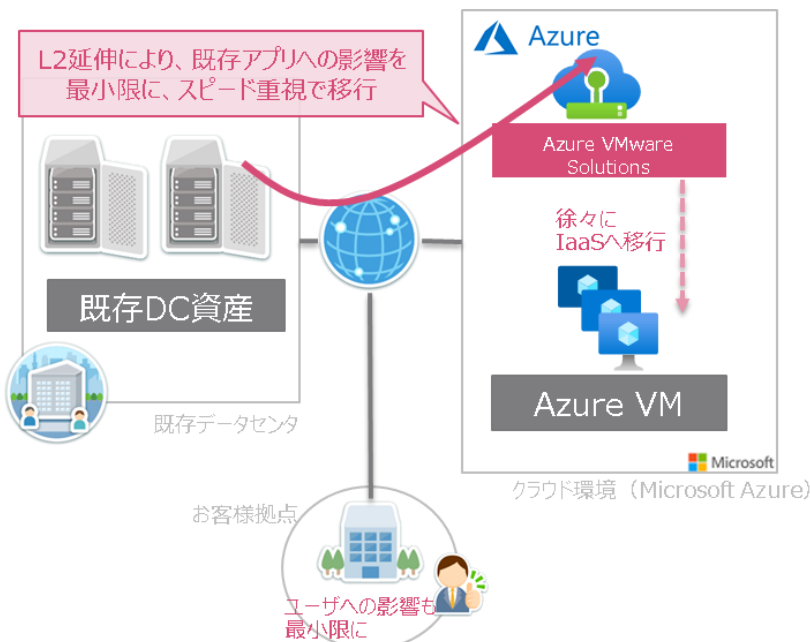 L2延伸により、既存アプリへの影響を
最小限に、スピード重視で移行
Azure
Azure VMware
Solutions
徐々に
IaaSへ移行
既存DC資産
Azure VM
既存データセンタ
Microsoft
クラウド環境（Microsoft Azure）
お客様拠点
ユーザへの影響も
最小限に